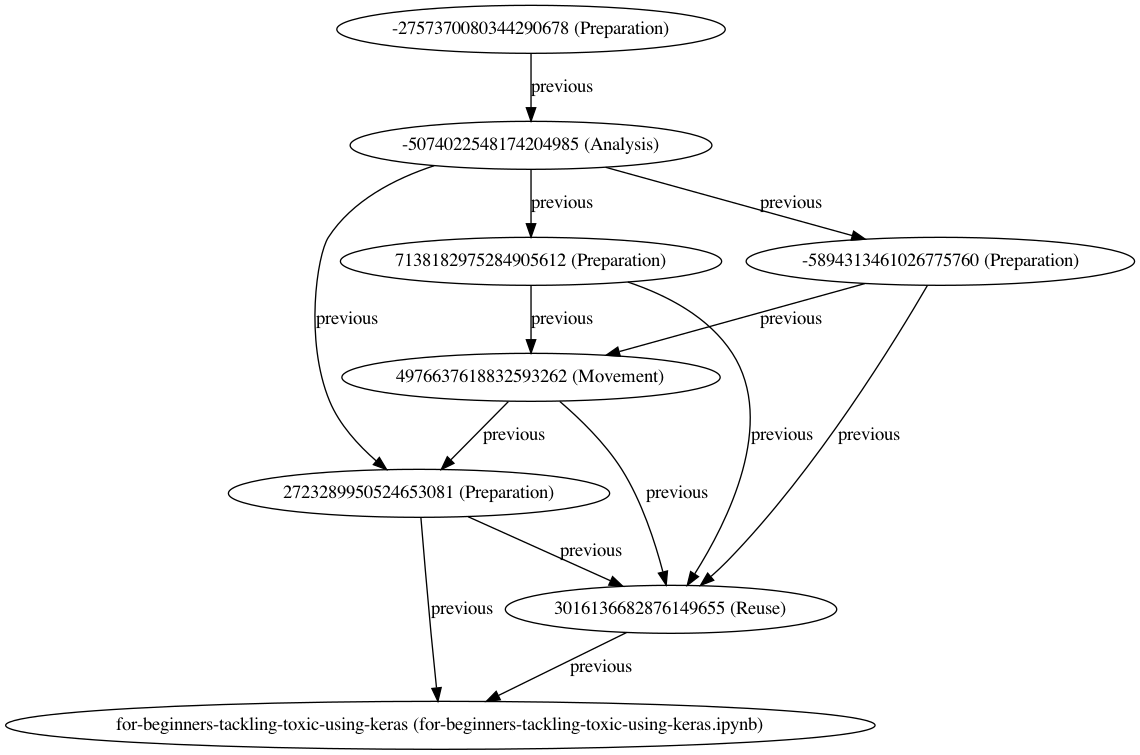 -2757370080344290678 (Preparation)
previous
-5074022548174204985 (Analysis)
previous
previous
7138182975284905612 (Preparation)
-5894313461026775760 (Preparation)
previous
previous
previous
4976637618832593262 (Movement)
previous
previous
previous
2723289950524653081 (Preparation)
previous
previous
3016136682876149655 (Reuse)
previous
previous
for-beginners-tackling-toxic-using-keras (for-beginners-tackling-toxic-using-keras.ipynb)